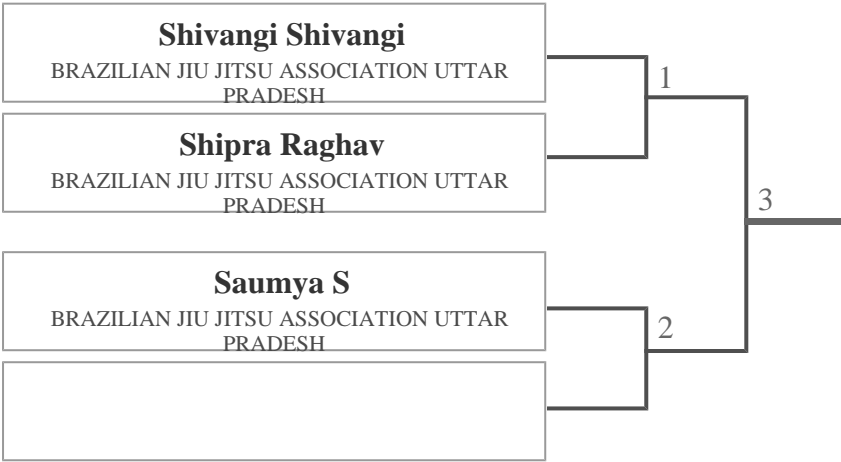 Shivangi Shivangi
BRAZILIAN JIU JITSU ASSOCIATION UTTAR
PRADESH
1
Shipra Raghav
BRAZILIAN JIU JITSU ASSOCIATION UTTAR
PRADESH
3
Saumya S
BRAZILIAN JIU JITSU ASSOCIATION UTTAR
PRADESH
2